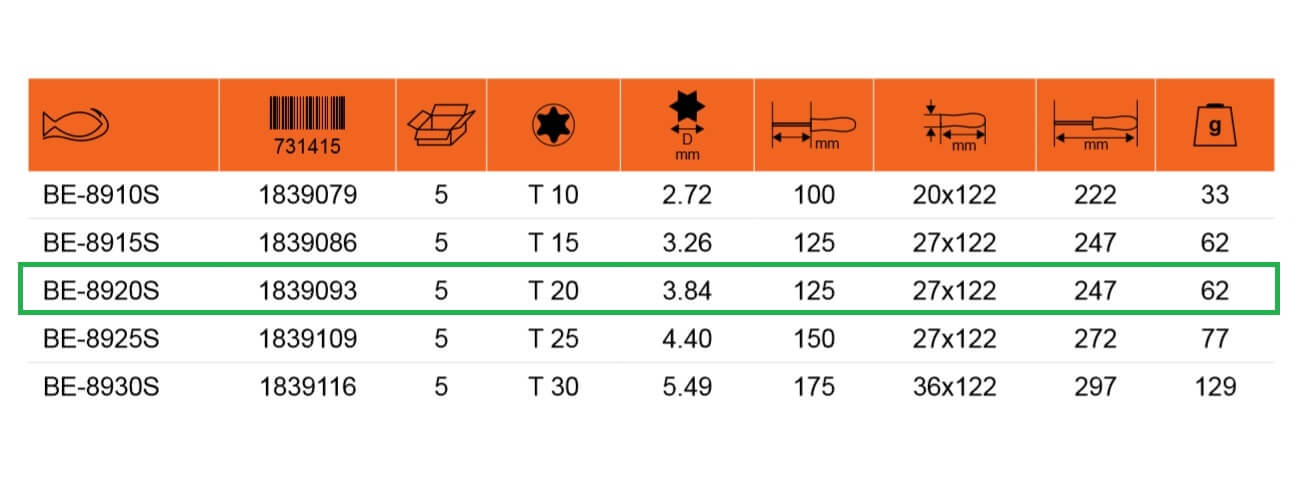 731415
D
mm
mm
mm
mm
g
BE-8910S 1839079 5 T 10 2.72 100 20x122 222 33
BE-8915S 1839086 5 T 15 3.26 125 27x122 247 62
BE-8920S 1839093 5 T 20 3.84 125 27x122 247 62
BE-8925S 1839109 5 T 25 4.40 150 27x122 272 77
BE-8930S 1839116 5 T 30 5.49 175 36x122 297 129